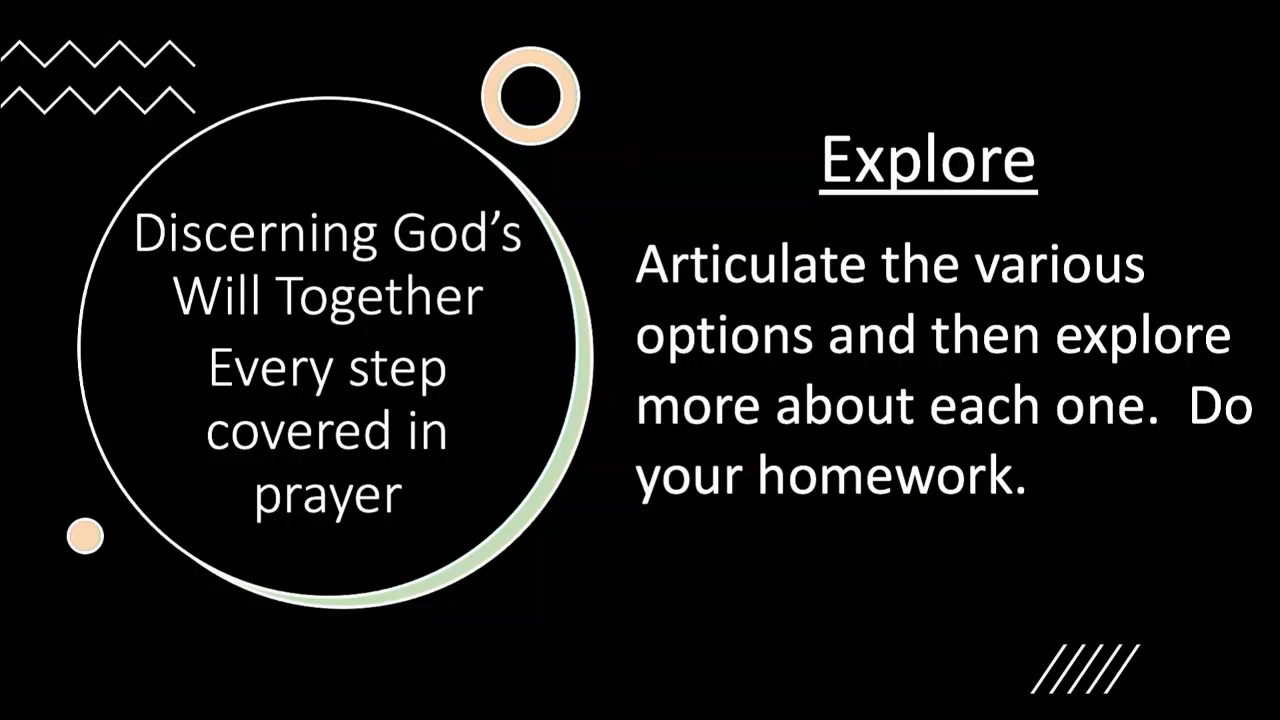 Discerning God’s
Will Together
Every step
covered in
prayer
Explore
Articulate the various
options and then explore
more about each one.  Do
your homework.